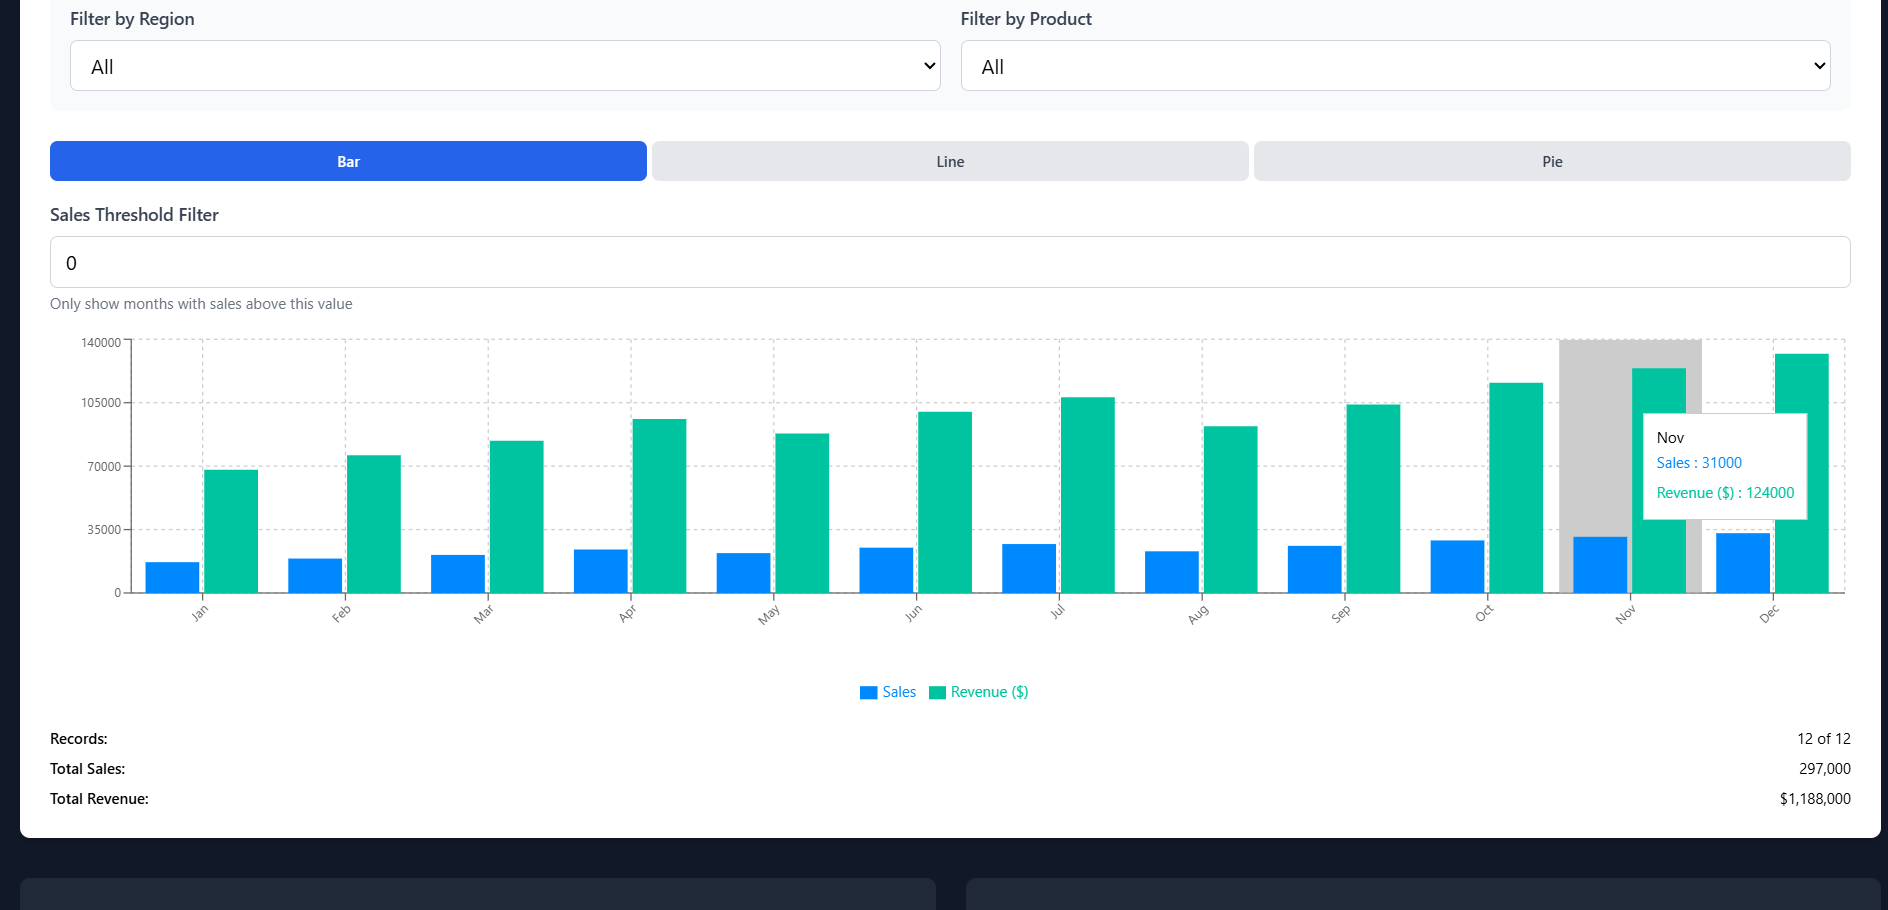 Filter by Region
Filter by Product
All
All
Bar
Line
Pie
Sales Threshold Filter
0
Only show months with sales above this value
140000
105000
70000
35000
0
Nov
Sales : 31000
Revenue ($) : 124000
Jan
Feb
Mar
Apr
May
Jun
Jul
Aug
Sep
Oct
Nov
Dec
Sales
Revenue ($)
Records:
12 of 12
Total Sales:
297,000
Total Revenue:
$1,188,000